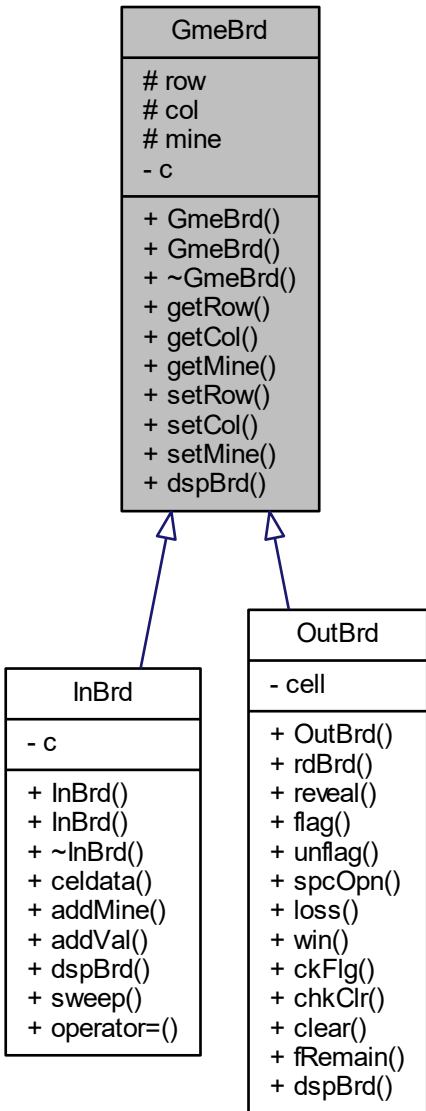 GmeBrd
# row
# col
# mine
- c
+ GmeBrd()
+ GmeBrd()
+ ~GmeBrd()
+ getRow()
+ getCol()
+ getMine()
+ setRow()
+ setCol()
+ setMine()
+ dspBrd()
InBrd
- c
+ InBrd()
+ InBrd()
+ ~InBrd()
+ celdata()
+ addMine()
+ addVal()
+ dspBrd()
+ sweep()
+ operator=()
OutBrd
- cell
+ OutBrd()
+ rdBrd()
+ reveal()
+ flag()
+ unflag()
+ spcOpn()
+ loss()
+ win()
+ ckFlg()
+ chkClr()
+ clear()
+ fRemain()
+ dspBrd()